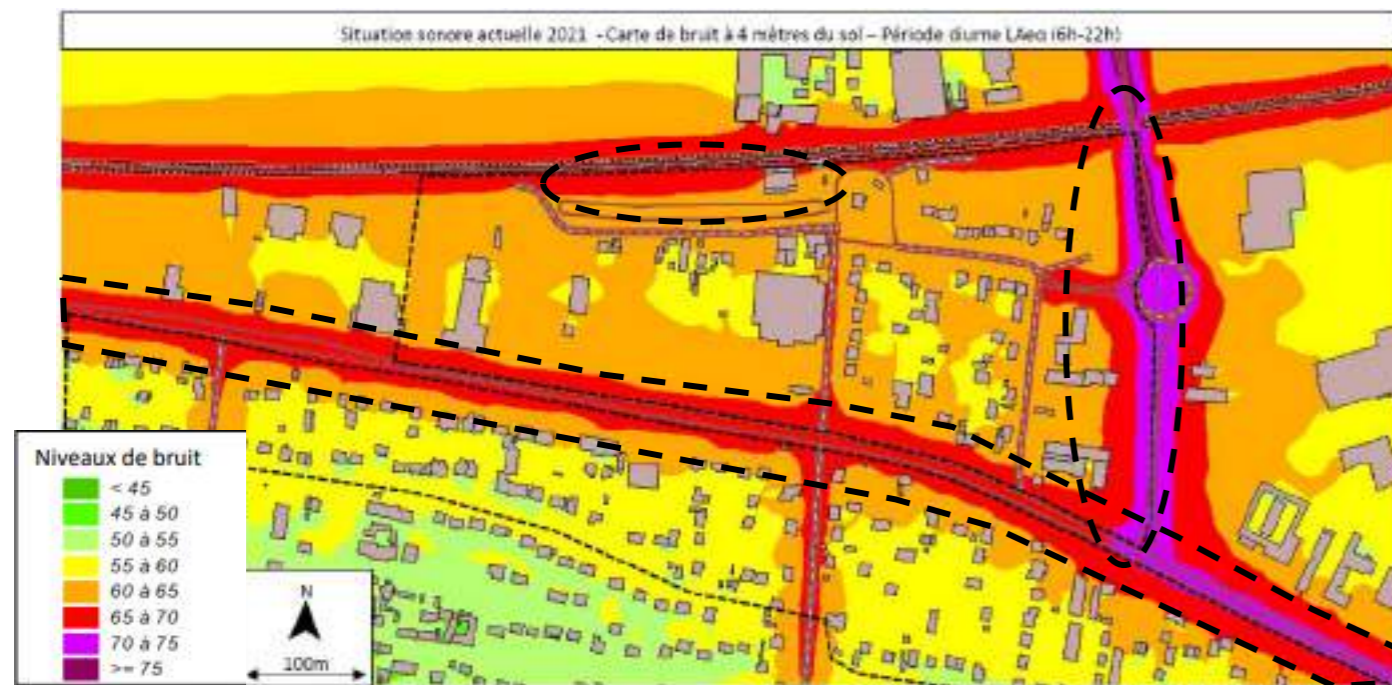 Situation sonore actuelle 2021 - Carte de bruit à 4 mètres du sol – Période diurne LAeq (6h-22h)
Niveaux de bruit
< 45
45 à 50
50 à 55
55 à 60
60 à 65
65 à 70
70 à 75
>= 75
N
100m